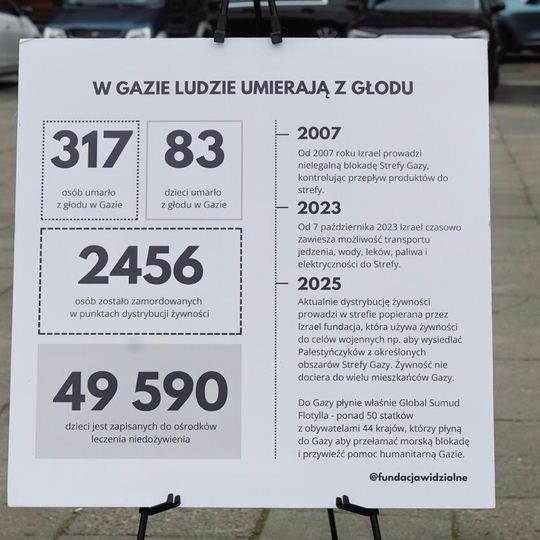 W GAZIE LUDZIE UMIERAJĄ Z GŁODU
317
osób umarło
z głodu w Gazie
83
dzieci umarło
z głodu w Gazie
2456
osób zostało zamordowanych
w punktach dystrybucji żywności
49 590
dzieci jest zapisanych do ośrodków
leczenia niedożywienia
2007
Od 2007 roku Izrael prowadzi
nielegalną blokadę Strefy Gazy,
kontrolując przepływ produktów do
strefy.
2023
Od 7 października 2023 Izrael czasowo
zawiesza możliwość transportu
jedzenia, wody, leków, paliwa i
elektryczności do Strefy.
2025
Aktualnie dystrybucję żywności
prowadzi w strefie popierana przez
Izrael fundacja, która używa żywności
do celów wojennych np. aby wysiedlać
Palestyńczyków z określonych
obszarów Strefy Gazy. Żywność nie
dociera do wielu mieszkańców Gazy.
Do Gazy płynie właśnie Global Sumud
Flotylla - ponad 50 statków
z obywatelami 44 krajów, którzy płyną
do Gazy aby przełamać morską blokadę
i przywieźć pomoc humanitarną Gazie.
@fundacjawidzialne